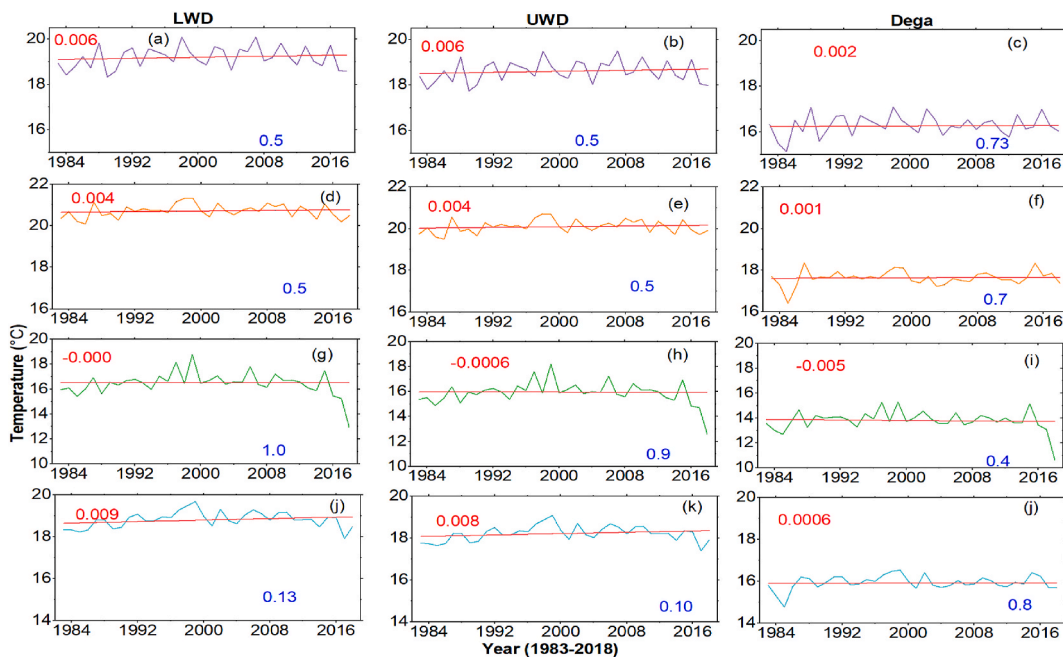 LWD UWD Dega
20 0.006 (a) 20 0.006 (b) 20 0.002 (c)
18 18 18
16 0.5 16 0.5 16 0.73
1984 1992 2000 2008 2016 1984 1992 2000 2008 2016 1984 1992 2000 2008 2016
22 0.004 (d) 22 0.004 (e) 22 0.001 (f)
20 20 20
18 0.5 18 0.5 18 0.7
16 16 16
1984 1992 2000 2008 2016 1984 1992 2000 2008 2016 1984 1992 2000 2008 2016
Temperature (°C)
20 -0.000 (g) 20 -0.0006 (h) 20 -0.005 (i)
18 18 18
16 16 16
14 14 14
12 1.0 12 0.9 12 0.4
10 10 10
1984 1992 2000 2008 2016 1984 1992 2000 2008 2016 1984 1992 2000 2008 2016
20 0.009 (j) 20 0.008 (k) 20 0.0006 (j)
18 18 18
16 0.13 16 0.10 16 0.8
14 14 14
1984 1992 2000 2008 2016 1984 1992 2000 2008 2016 1984 1992 2000 2008 2016
Year (1983-2018)